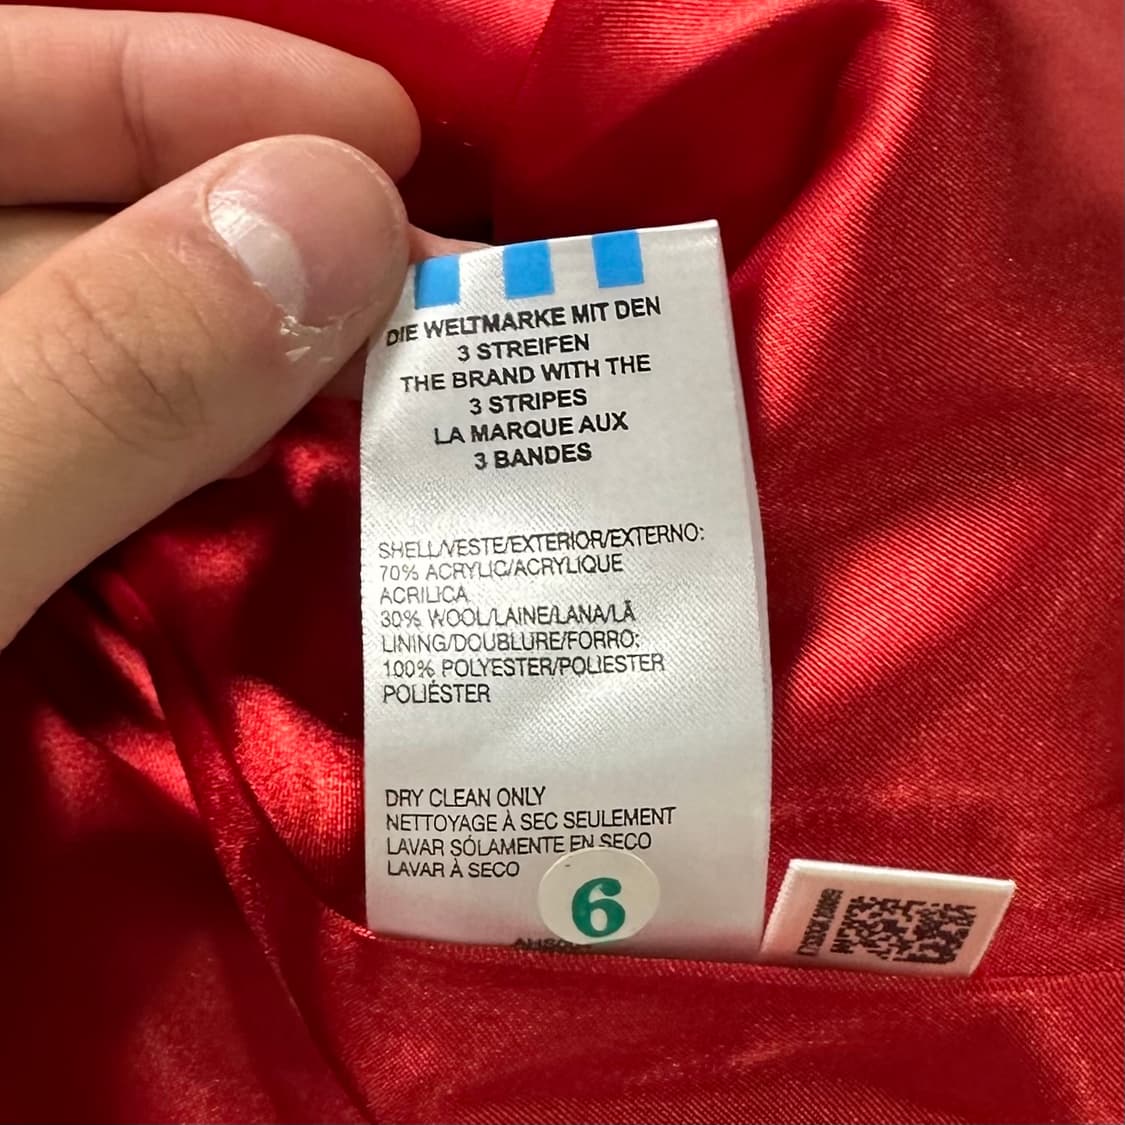 DIE WELTMARKE MIT DEN
3 STREIFEN
THE BRAND WITH THE
3 STRIPES
LA MARQUE AUX
3 BANDES
SHELL/VESTE/EXTERIOR/EXTERNO:
70% ACRYLIC/ACRYLIQUE
ACRILICA
30% WOOL/LAINE/LANA/LÃ
LINING/DOUBLURE/FORRO:
100% POLYESTER/POLIESTER
POLIÉSTER
DRY CLEAN ONLY
NETTOYAGE À SEC SEULEMENT
LAVAR SÓLAMENTE EN SECO
LAVAR À SECO
6